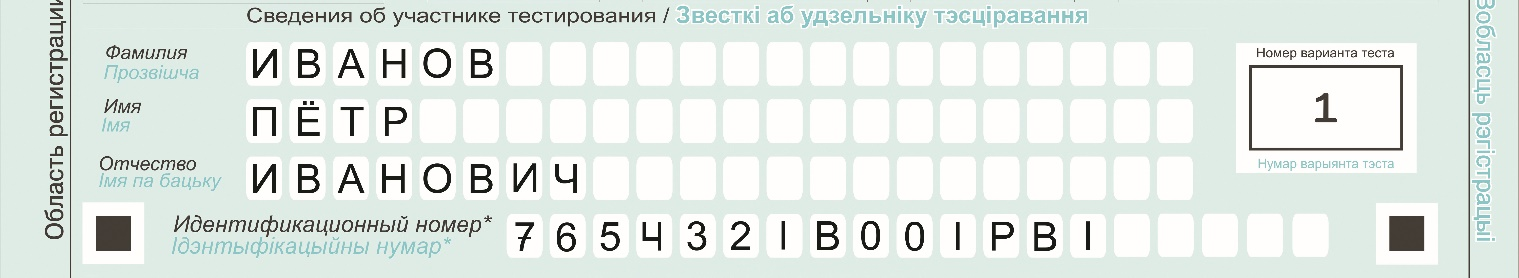 Сведения об участнике тестирования / Звесткі аб удзельніку тэсціравання
Область регистрации
Фамилия
Прозвішча
ИВАНОВ
Имя
Імя
ПЁТР
Отчество
Імя па бацьку
ИВАНОВИЧ
Идентификационный номер*
Ідэнтыфікацыйны нумар*
7654321В001РВ1
Номер варианта теста
1
Нумар варыянта тэста
Вобласць рэгістрацыі